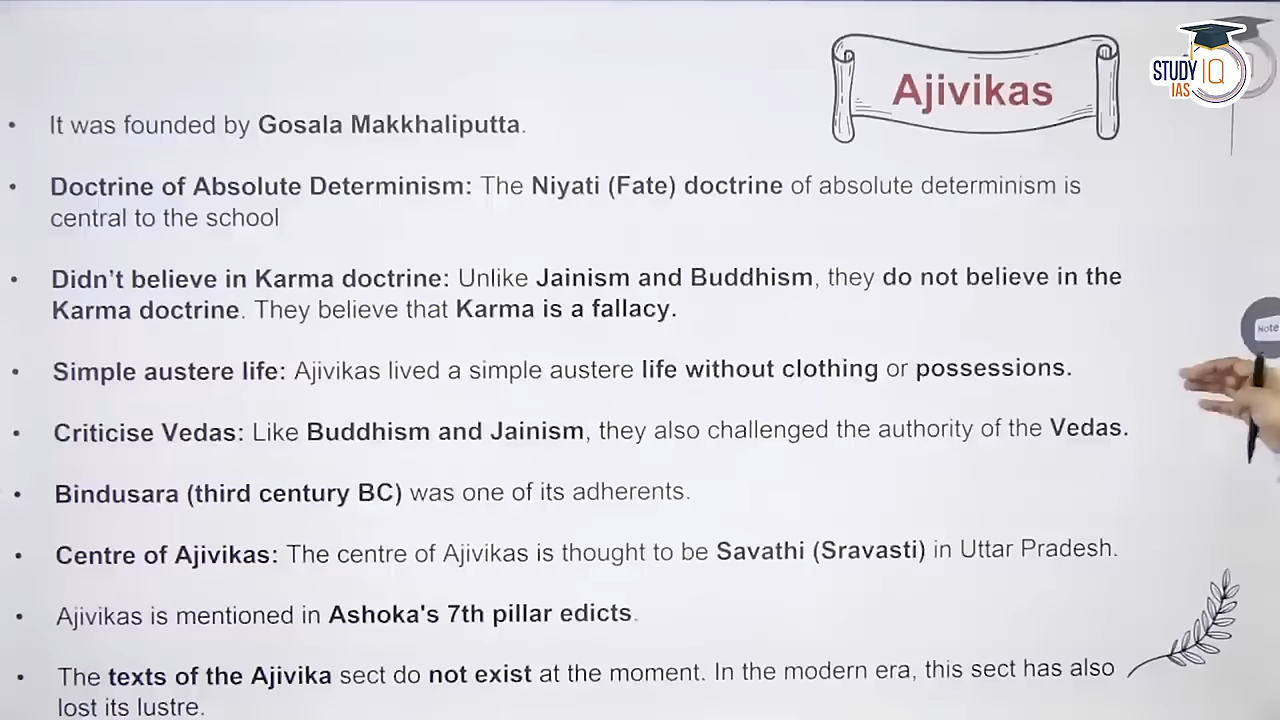 Ajivikas
STUDY IQ
IAS
• It was founded by Gosala Makkhaliputta.
• Doctrine of Absolute Determinism: The Niyati (Fate) doctrine of absolute determinism is
central to the school
• Didn't believe in Karma doctrine: Unlike Jainism and Buddhism, they do not believe in the
Karma doctrine. They believe that Karma is a fallacy.
• Simple austere life: Ajivikas lived a simple austere life without clothing or possessions.
Note
• Criticise Vedas: Like Buddhism and Jainism, they also challenged the authority of the Vedas.
• Bindusara (third century BC) was one of its adherents.
• Centre of Ajivikas: The centre of Ajivikas is thought to be Savathi (Sravasti) in Uttar Pradesh.
• Ajivikas is mentioned in Ashoka's 7th pillar edicts.
• The texts of the Ajivika sect do not exist at the moment. In the modern era, this sect has also
lost its lustre.